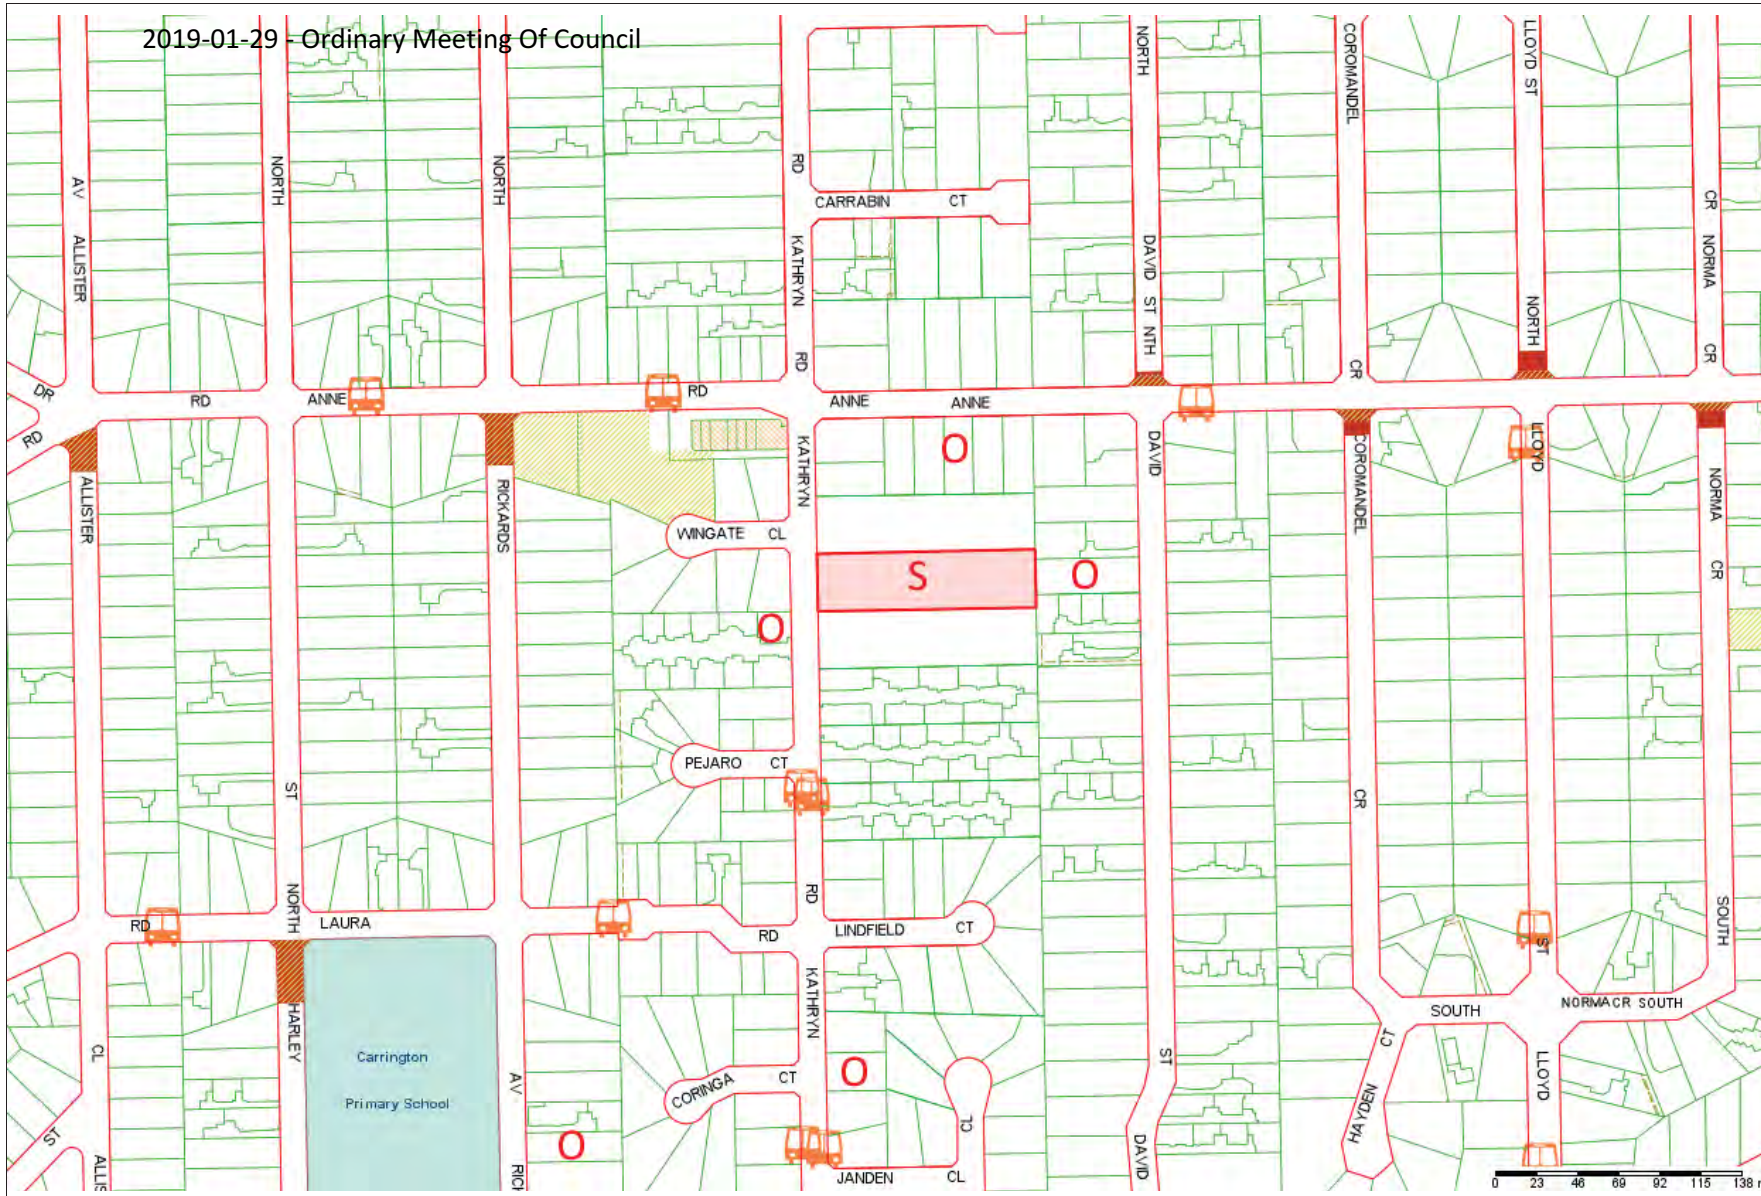 2019-01-29 - Ordinary Meeting Of Council
NORTH
COROMANDEL
LLOYD ST
AV
NORTH
NORTH
RD
CARRABIN CT
CR
ALLISTER
KATHRYN
DAVID ST NTH
NORMA
NORTH
RD
CR
CR
DR
RD
ANNE
RD
ANNE
ANNE
RD
KATHRYN
O
DAVID
COROMANDEL
LLOYD
ALLISTER
RICKARDS
WINGATE CL
NORMA
CR
S
O
O
PEJARO CT
ST
CR
NORTH
RD
SOUTH
RD
LAURA
RD
LINDFIELD CT
ST
KATHRYN
HARLEY
SOUTH
NORMA CR SOUTH
CL
Carrington
Primary School
AV
CORINGA CT
O
CL
ST
HAYDEN CT
LLOYD
ST
O
DAVID
ALLIS
RICH
JANDEN CL
0 23 46 69 92 115 138